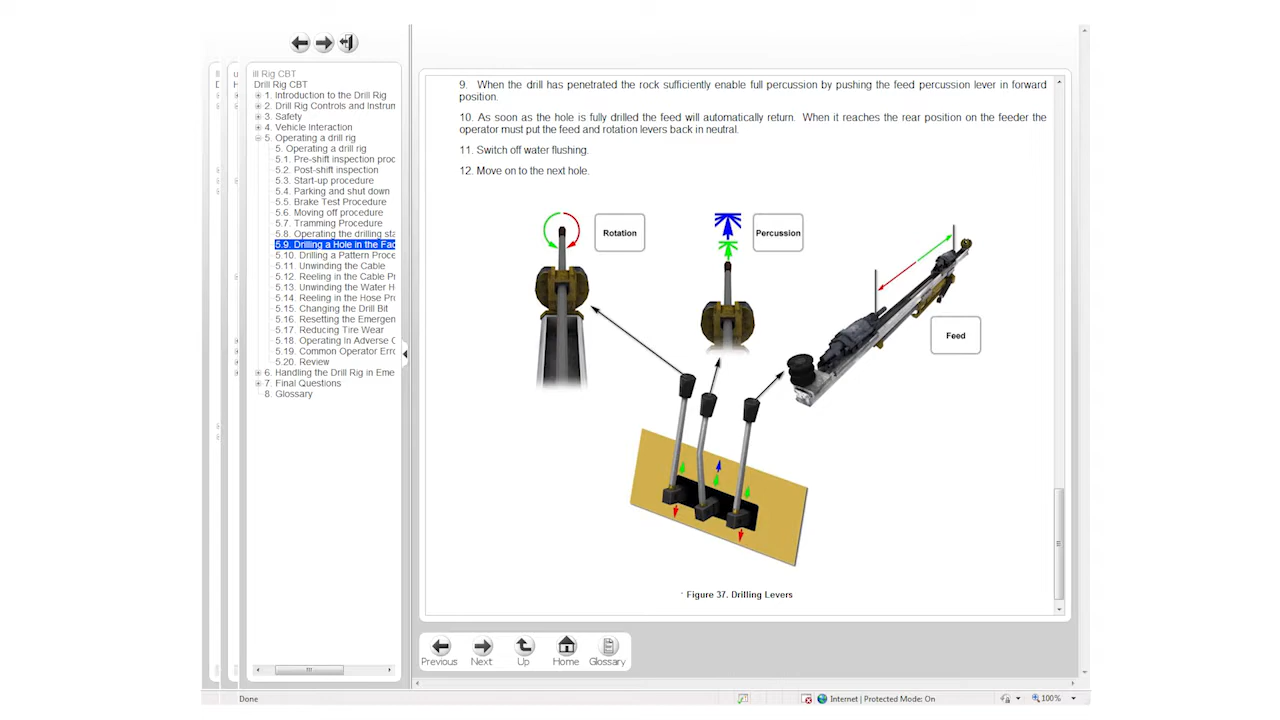 Ill Rig CBT
Drill Rig CBT
1. Introduction to the Drill Rig
2. Drill Rig Controls and Instrum
3. Safety
4. Vehicle Interaction
5. Operating a drill rig
5. Operating a drill rig
5.1. Pre-shift inspection proc
5.2. Post-shift inspection
5.3. Start-up procedure
5.4. Parking and shut down
5.5. Brake Test Procedure
5.6. Moving off procedure
5.7. Tramming Procedure
5.8. Operating the drilling sta
5.9. Drilling a Hole in the Fac
5.10. Drilling a Pattern Proce
5.11. Unwinding the Cable
5.12. Reeling in the Cable Pr
5.13. Unwinding the Water H
5.14. Reeling in the Hose Pr
5.15. Changing the Drill Bit
5.16. Resetting the Emergen
5.17. Reducing Tire Wear
5.18. Operating In Adverse C
5.19. Common Operator Erro
5.20. Review
6. Handling the Drill Rig in Eme
7. Final Questions
8. Glossary
9. When the drill has penetrated the rock sufficiently enable full percussion by pushing the feed percussion lever in forward
position.
10. As soon as the hole is fully drilled the feed will automatically return. When it reaches the rear position on the feeder the
operator must put the feed and rotation levers back in neutral.
11. Switch off water flushing.
12. Move on to the next hole.
Rotation
Percussion
Feed
Figure 37. Drilling Levers
Previous
Next
Up
Home
Glossary
Done
Internet | Protected Mode: On
100%